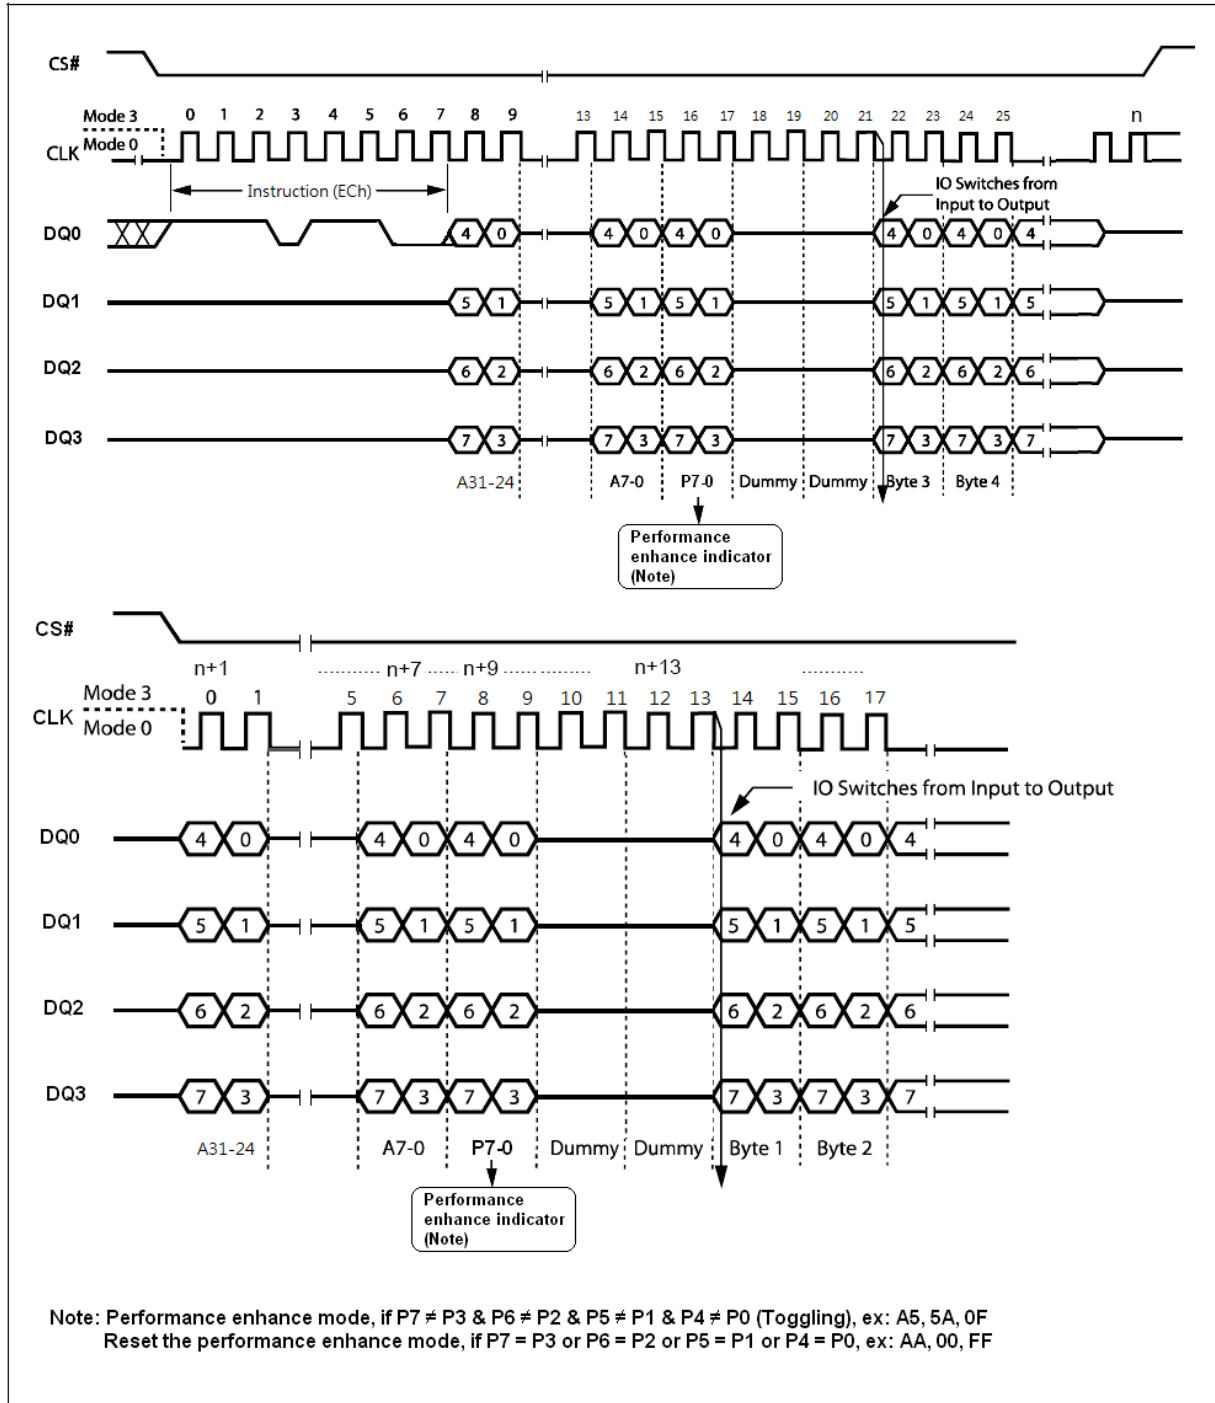 CS#
Mode 3
0 1 2 3 4 5 6 7 8 9 13 14 15 16 17 18 19 20 21 22 23 24 25 n
Mode 0
CLK
Instruction (ECh)
IO Switches from
Input to Output
DQ0 4 0 4 0 4 0 4 0 4 0 4
DQ1 5 1 5 1 5 1 5 1 5 1 5
DQ2 6 2 6 2 6 2 6 2 6 2 6
DQ3 7 3 7 3 7 3 7 3 7 3 7
A31-24 A7-0 P7-0 Dummy Dummy Byte 3 Byte 4
Performance
enhance indicator
(Note)
CS#
n+1 n+7 n+9 n+13
Mode 3
0 1 5 6 7 8 9 10 11 12 13 14 15 16 17
CLK
Mode 0
IO Switches from Input to Output
DQ0 4 0 4 0 4 0 4 0 4 0 4
DQ1 5 1 5 1 5 1 5 1 5 1 5
DQ2 6 2 6 2 6 2 6 2 6 2 6
DQ3 7 3 7 3 7 3 7 3 7 3 7
A31-24 A7-0 P7-0 Dummy Dummy Byte 1 Byte 2
Performance
enhance indicator
(Note)
Note: Performance enhance mode, if P7 ≠ P3 & P6 ≠ P2 & P5 ≠ P1 & P4 ≠ P0 (Toggling), ex: A5, 5A, 0F
Reset the performance enhance mode, if P7 = P3 or P6 = P2 or P5 = P1 or P4 = P0, ex: AA, 00, FF